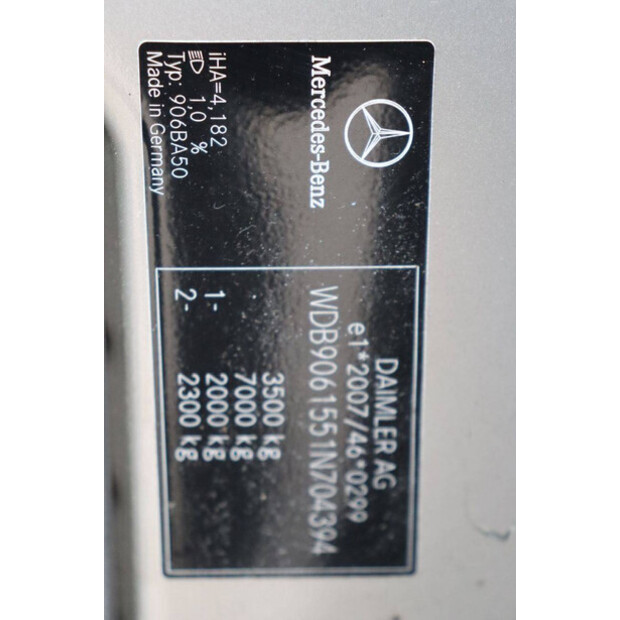 Mercedes-Benz
iHA=4,182
1,0 %
Typ: 906BA50
Made in Germany
DAIMLER AG
e1*2007/46*0299
WDB9061551N704394
3500 kg
7000 kg
1- 2000 kg
2- 2300 kg